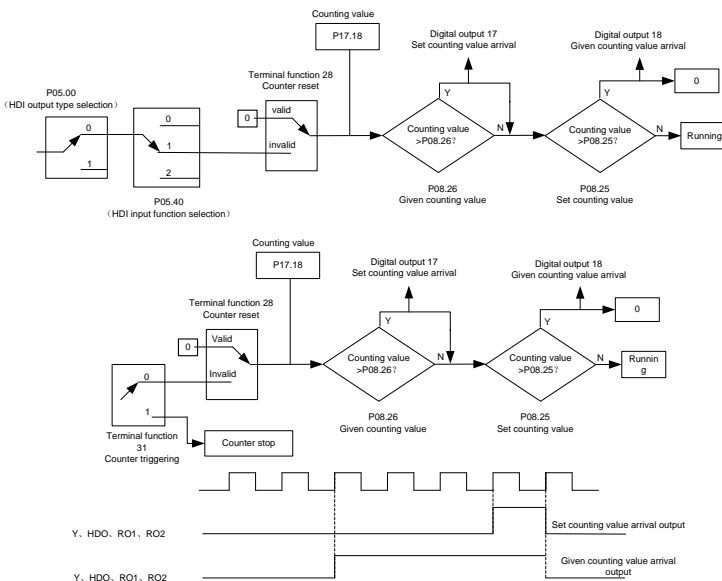 Counting value
P17.18
Digital output 17
Set counting value arrival
Digital output 18
Given counting value arrival
P05.00
（HDI output type selection）
Terminal function 28
Counter reset
0
0
1
0
1
2
0
valid
invalid
Y
Counting value
>P08.26?
N
Y
Counting value
>P08.25?
N
Running
P05.40
（HDI input function selection）
P08.26
Given counting value
P08.25
Set counting value
Counting value
P17.18
Digital output 17
Set counting value arrival
Digital output 18
Given counting value arrival
Terminal function 28
Counter reset
0
0
Valid
Invalid
Y
Counting value
>P08.26?
N
Y
Counting value
>P08.25?
N
Runnin
g
0
1
Terminal function
31
Counter triggering
Counter stop
P08.26
Given counting value
P08.25
Set counting value
Y、HDO、RO1、RO2
Set counting value arrival output
Y、HDO、RO1、RO2
Given counting value arrival
output